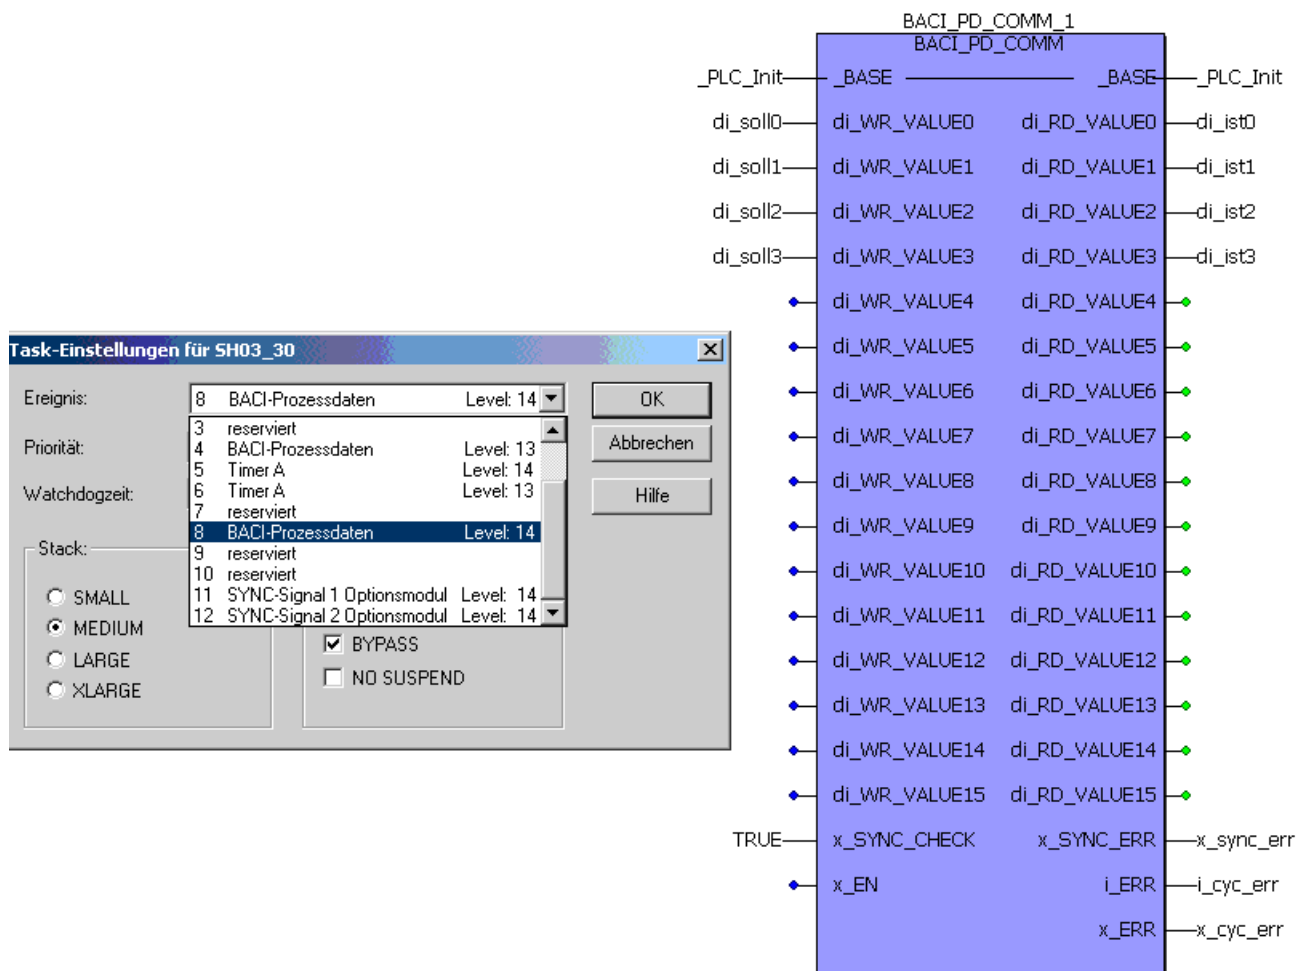 BACI_PD_COMM_1
BACI_PD_COMM
_PLC_Init _BASE _BASE _PLC_Init
di_soll0 di_WR_VALUE0 di_RD_VALUE0 di_ist0
di_soll1 di_WR_VALUE1 di_RD_VALUE1 di_ist1
di_soll2 di_WR_VALUE2 di_RD_VALUE2 di_ist2
di_soll3 di_WR_VALUE3 di_RD_VALUE3 di_ist3
di_WR_VALUE4 di_RD_VALUE4
di_WR_VALUE5 di_RD_VALUE5
di_WR_VALUE6 di_RD_VALUE6
di_WR_VALUE7 di_RD_VALUE7
di_WR_VALUE8 di_RD_VALUE8
di_WR_VALUE9 di_RD_VALUE9
di_WR_VALUE10 di_RD_VALUE10
di_WR_VALUE11 di_RD_VALUE11
di_WR_VALUE12 di_RD_VALUE12
di_WR_VALUE13 di_RD_VALUE13
di_WR_VALUE14 di_RD_VALUE14
di_WR_VALUE15 di_RD_VALUE15
TRUE x_SYNC_CHECK x_SYNC_ERR x_sync_err
x_EN i_ERR i_cyc_err
x_ERR x_cyc_err
Task-Einstellungen für SH03_30
Ereignis: 8 BACI-Prozessdaten Level: 14 OK
Priorität: Abbrechen
Watchdogzeit: Hilfe
3 reserviert
4 BACI-Prozessdaten Level: 13
5 Timer A Level: 14
6 Timer A Level: 13
7 reserviert
8 BACI-Prozessdaten Level: 14
9 reserviert
10 reserviert
11 SYNC-Signal 1 Optionsmodul Level: 14
12 SYNC-Signal 2 Optionsmodul Level: 14
Stack:
SMALL
MEDIUM
LARGE
XLARGE
BYPASS
NO SUSPEND